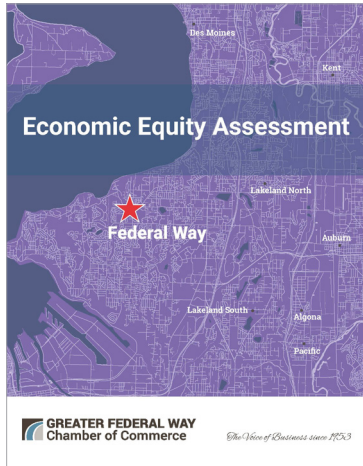 Des Moines
Kent
Economic Equity Assessment
Lakeland North
Federal Way
Auburn
Lakeland South
Algona
Pacific
GREATER FEDERAL WAY
Chamber of Commerce
The Voice of Business since 1953